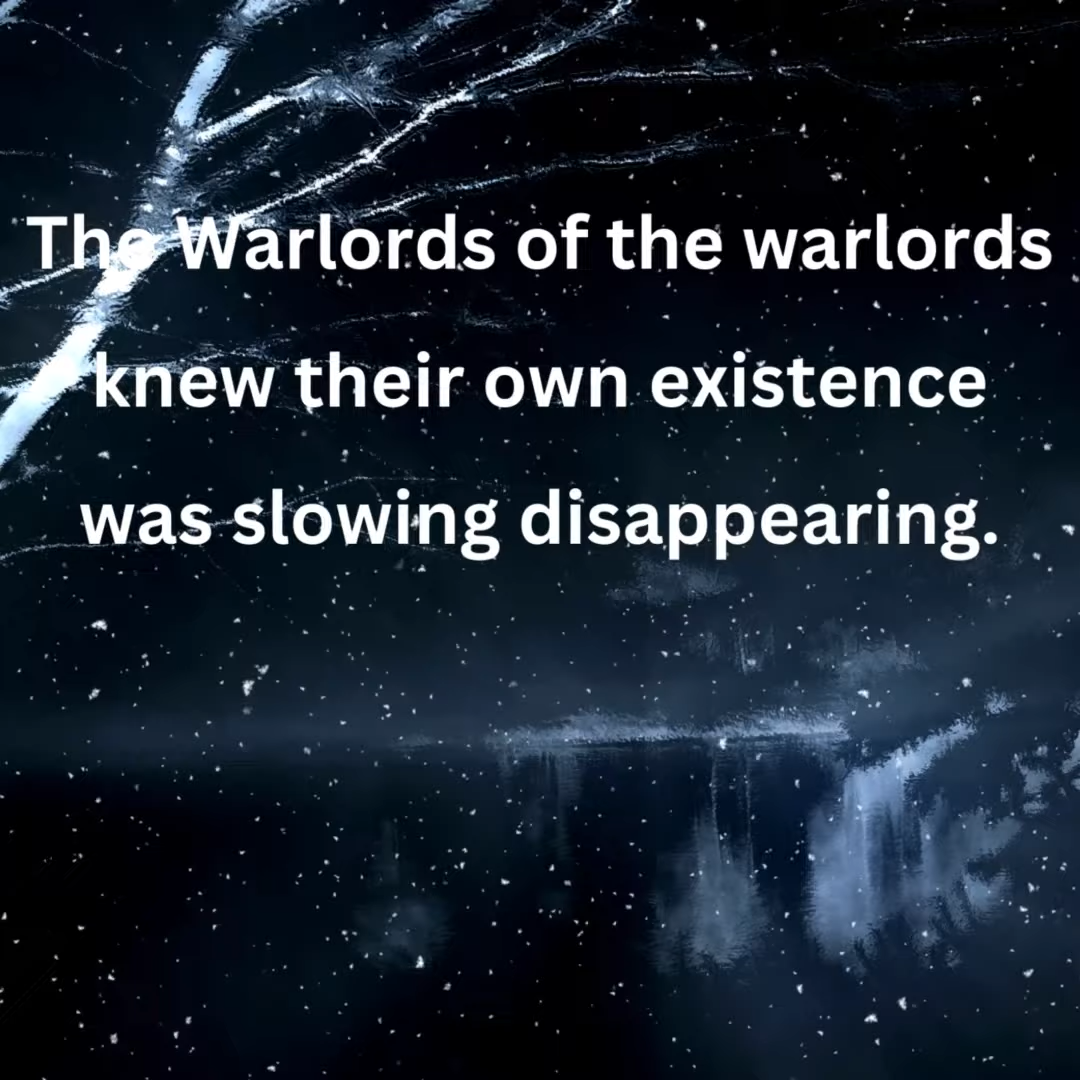 The Warlords of the warlords
knew their own existence
was slowing disappearing.